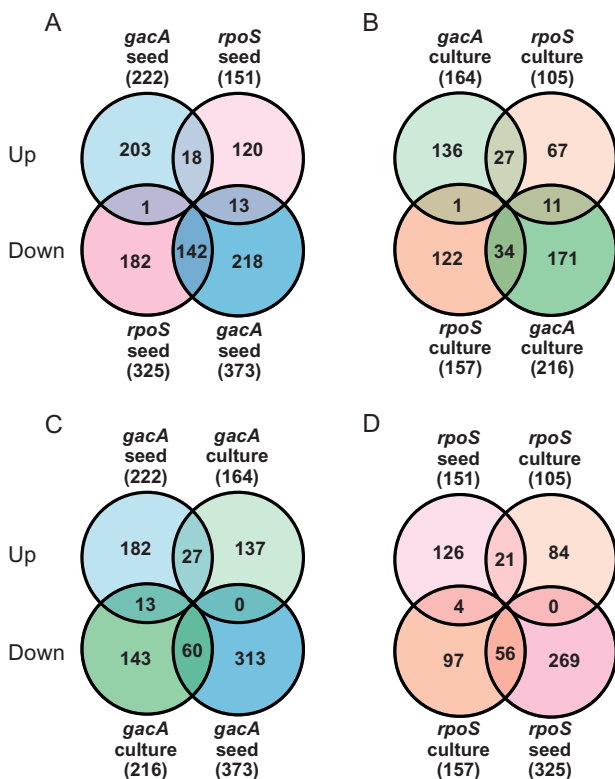 A
gacA
seed
(222)
rpoS
seed
(151)
Up
203
18
120
1
13
Down
182
142
218
rpoS
seed
(325)
gacA
seed
(373)
B
gacA
culture
(164)
rpoS
culture
(105)
136
27
67
1
11
122
34
171
rpoS
culture
(157)
gacA
culture
(216)
C
gacA
seed
(222)
gacA
culture
(164)
Up
182
27
137
13
0
Down
143
60
313
gacA
culture
(216)
gacA
seed
(373)
D
rpoS
seed
(151)
rpoS
culture
(105)
126
21
84
4
0
97
56
269
rpoS
culture
(157)
rpoS
seed
(325)